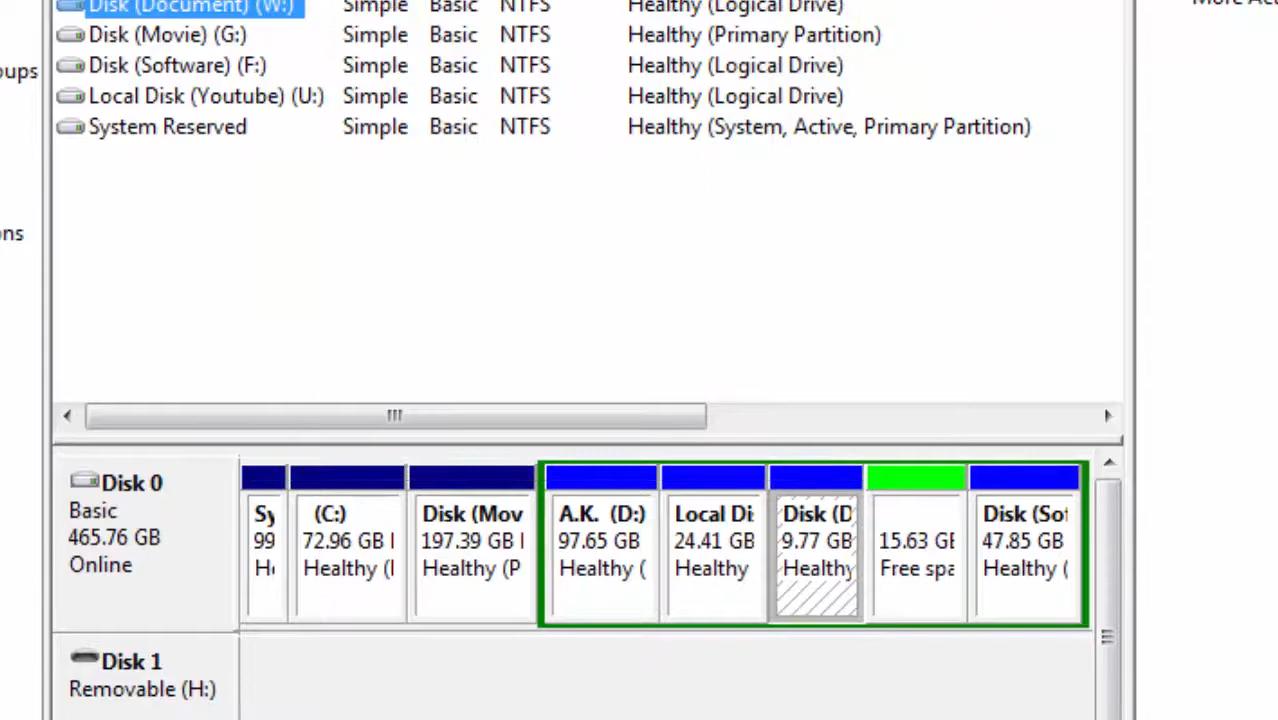 Disk (Document) (W:) Simple Basic NTFS Healthy (Logical Drive)
Disk (Movie) (G:) Simple Basic NTFS Healthy (Primary Partition)
oups
Disk (Software) (F:) Simple Basic NTFS Healthy (Logical Drive)
Local Disk (Youtube) (U:) Simple Basic NTFS Healthy (Logical Drive)
System Reserved Simple Basic NTFS Healthy (System, Active, Primary Partition)
ons
Disk 0
Basic
465.76 GB
Online
Sy
99
He
(C:)
72.96 GB
Healthy (
Disk (Mov
197.39 GB
Healthy (P
A.K. (D:)
97.65 GB
Healthy (
Local Di
24.41 GB
Healthy
Disk (D
9.77 GB
Healthy
15.63 GB
Free spa
Disk (Sof
47.85 GB
Healthy (
Disk 1
Removable (H:)